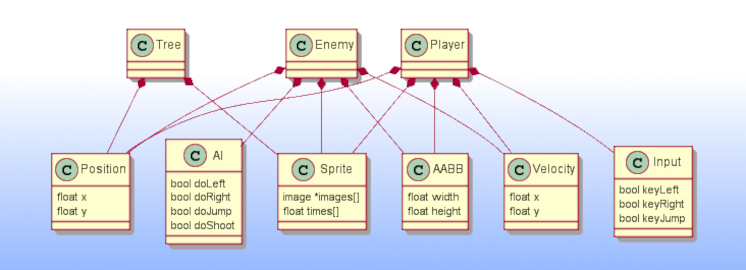 C Tree
C Enemy
C Player
C Position
float x
float y
C AI
bool doLeft
bool doRight
bool doJump
bool doShoot
C Sprite
image *images[]
float times[]
C AABB
float width
float height
C Velocity
float x
float y
C Input
bool keyLeft
bool keyRight
bool keyJump